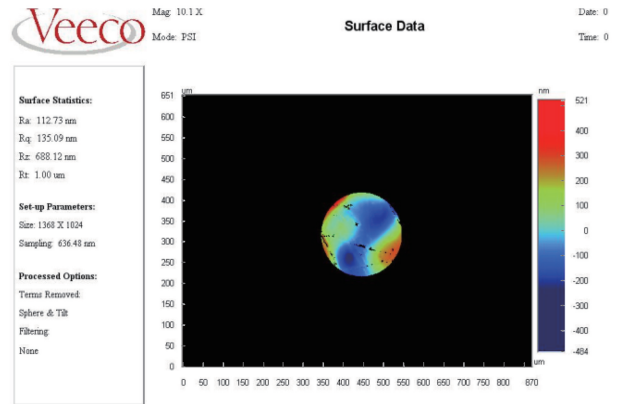 Veeco
Mag: 10.1 X
Mode: PSI
Surface Data
Date: 0
Time: 0
Surface Statistics:
Ra: 112.73 nm
Rq: 135.09 nm
Rz: 688.12 nm
Rt: 1.00 um
Set-up Parameters:
Size: 1368 X 1024
Sampling: 636.48 nm
Processed Options:
Terms Removed:
Sphere & Tilt
Filtering:
None
um
651
600
550
500
450
400
350
300
250
200
150
100
50
0
0 50 100 150 200 250 300 350 400 450 500 550 600 650 700 750 800 870
um
nm
521
400
300
200
100
0
-100
-200
-300
-400
-484